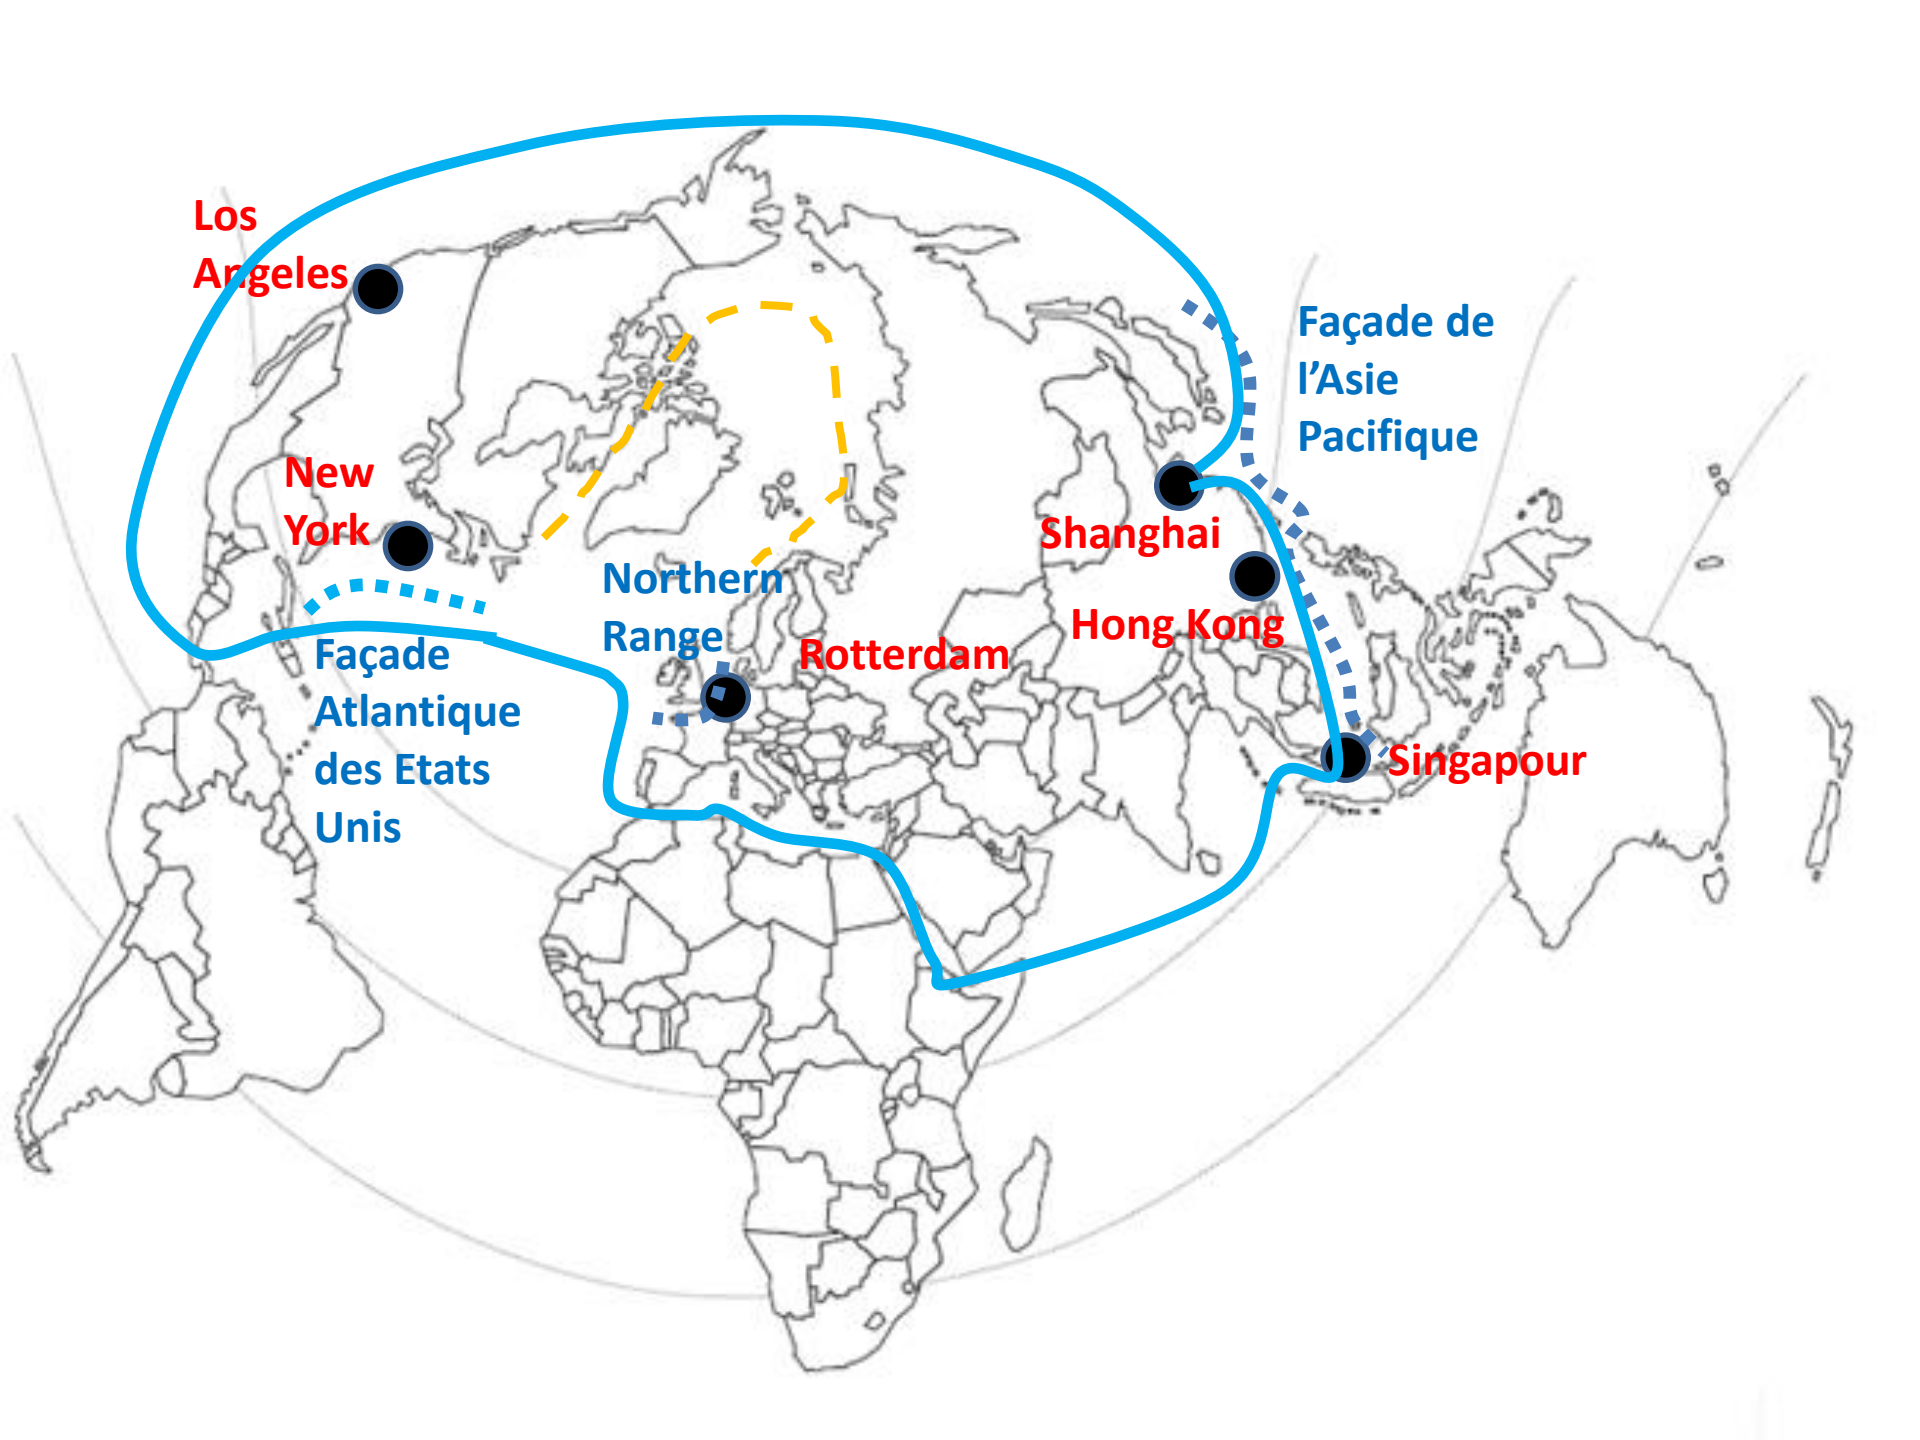 Los
Angeles
New
York
Façade
Atlantique
des Etats
Unis
Northern
Range
Rotterdam
Shanghai
Hong Kong
Façade de
l’Asie
Pacifique
Singapour